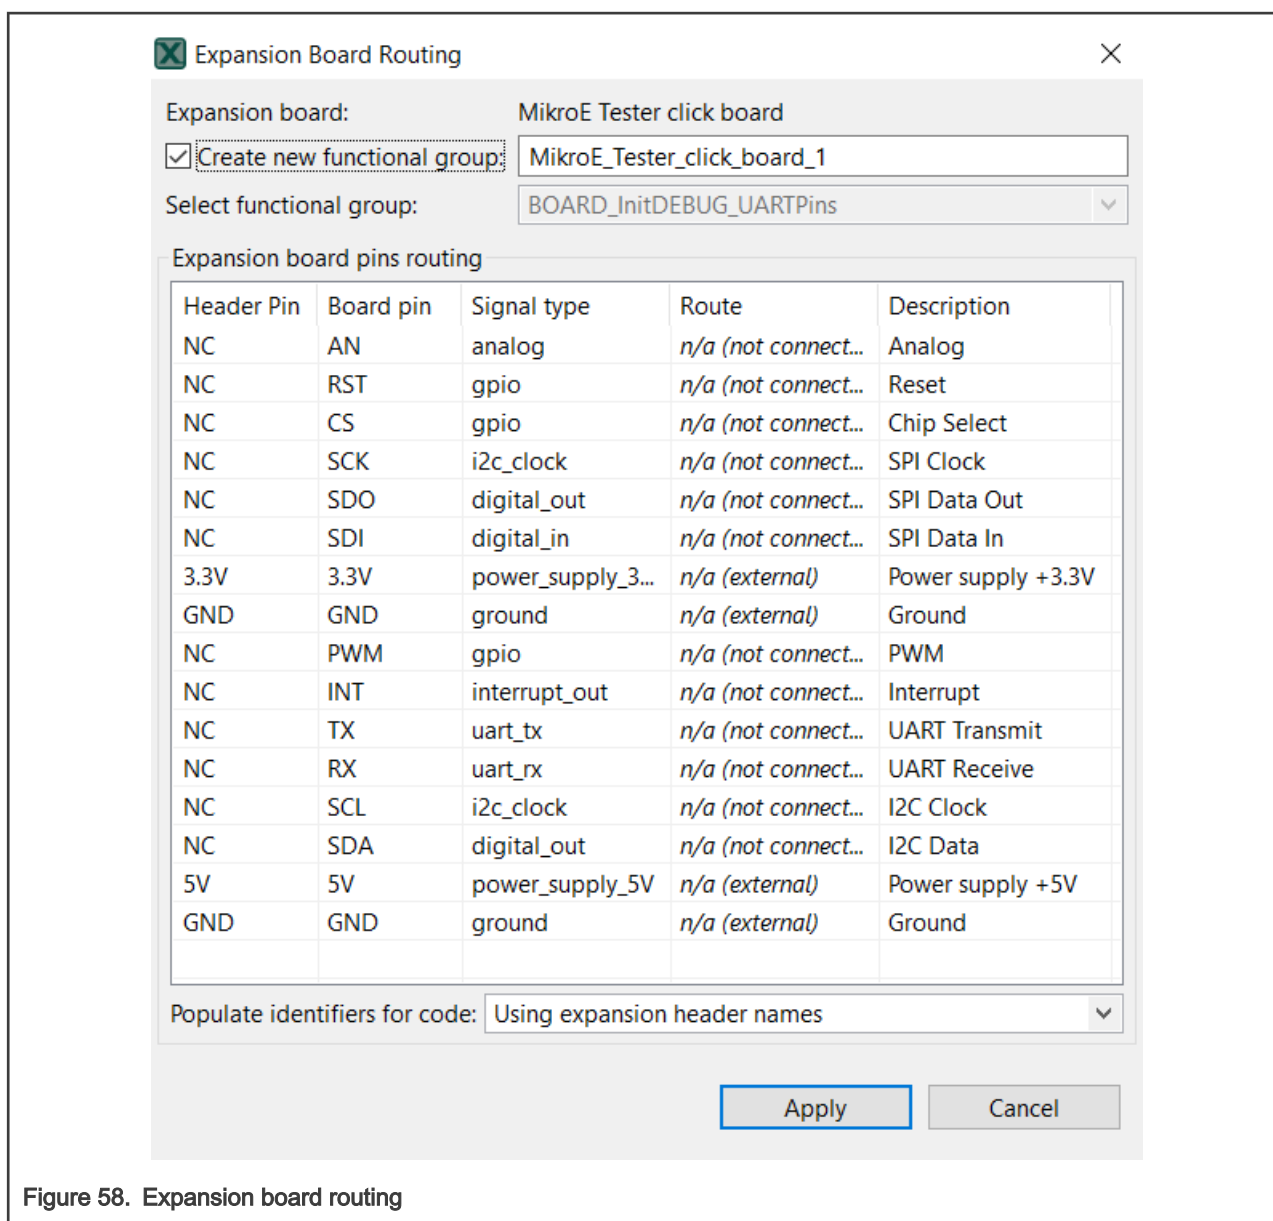 Expansion Board Routing
Expansion board: MikroE Tester click board
Create new functional group: MikroE_Tester_click_board_1
Select functional group: BOARD_InitDEBUG_UARTPins
Expansion board pins routing
Header Pin Board pin Signal type Route Description
NC AN analog n/a (not connect... Analog
NC RST gpio n/a (not connect... Reset
NC CS gpio n/a (not connect... Chip Select
NC SCK i2c_clock n/a (not connect... SPI Clock
NC SDO digital_out n/a (not connect... SPI Data Out
NC SDI digital_in n/a (not connect... SPI Data In
3.3V 3.3V power_supply_3... n/a (external) Power supply +3.3V
GND GND ground n/a (external) Ground
NC PWM gpio n/a (not connect... PWM
NC INT interrupt_out n/a (not connect... Interrupt
NC TX uart_tx n/a (not connect... UART Transmit
NC RX uart_rx n/a (not connect... UART Receive
NC SCL i2c_clock n/a (not connect... I2C Clock
NC SDA digital_out n/a (not connect... I2C Data
5V 5V power_supply_5V n/a (external) Power supply +5V
GND GND ground n/a (external) Ground
Populate identifiers for code: Using expansion header names
Apply Cancel
Figure 58. Expansion board routing